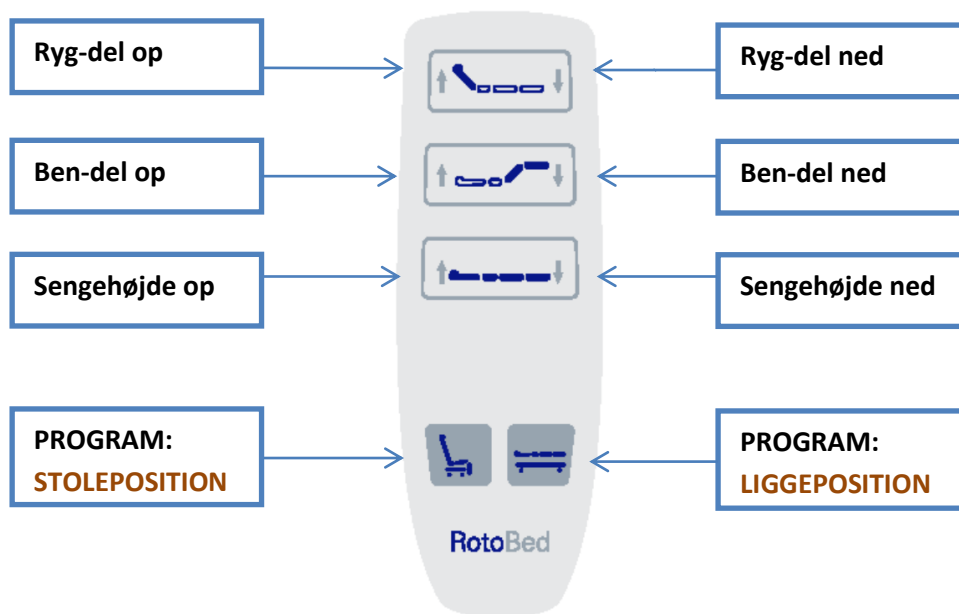 Ryg-del op
Ryg-del ned
Ben-del op
Ben-del ned
Sengehøjde op
Sengehøjde ned
PROGRAM:
STOLEPOSITION
PROGRAM:
LIGGEPOSITION
RotoBed